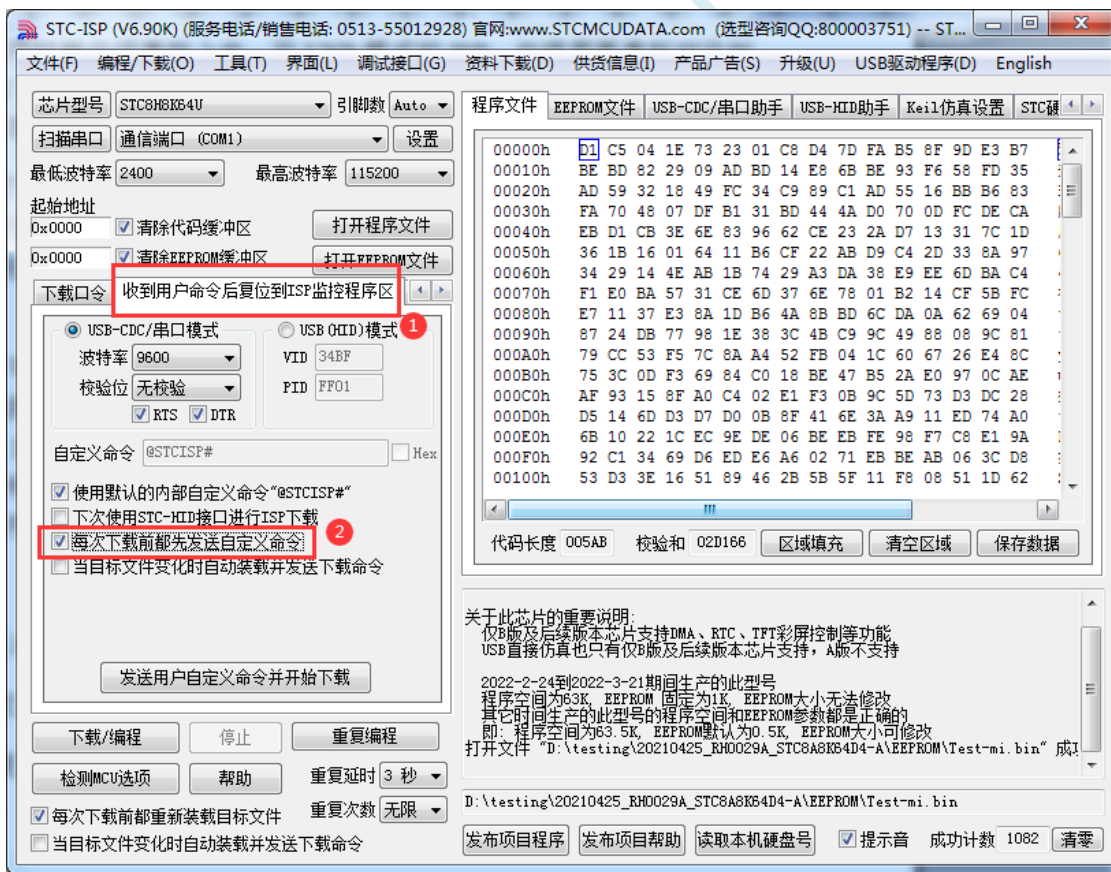 STC-ISP (V6.90K) (服务电话/销售电话: 0513-55012928) 官网:www.STCMCUDATA.com (选型咨询QQ:800003751) -- ST...
文件(F) 编程/下载(O) 工具(T) 界面(L) 调试接口(G) 资料下载(D) 供货信息(I) 产品广告(S) 升级(U) USB驱动程序(D) English
芯片型号 STC8H8K64U 引脚数 Auto
扫描串口 通信端口 (COM1) 设置
最低波特率 2400 最高波特率 115200
起始地址
0x0000 清除代码缓冲区 打开程序文件
0x0000 清除EEPROM缓冲区 打开EEPROM文件
下载口令 收到用户命令后复位到ISP监控程序区
1
USB-CDC/串口模式 USB(HID)模式
波特率 9600 VID 34BF
校验位 无校验 PID FF01
RTS DTR
自定义命令 @STCISP# Hex
使用默认的内部自定义命令"@STCISP#"
下次使用STC-HID接口进行ISP下载
2
每次下载前都先发送自定义命令
当目标文件变化时自动装载并发送下载命令
发送用户自定义命令并开始下载
下载/编程 停止 重复编程
检测MCU选项 帮助 重复延时 3 秒
每次下载前都重新装载目标文件 重复次数 无限
当目标文件变化时自动装载并发送下载命令
程序文件 EEPROM文件 USB-CDC/串口助手 USB-HID助手 Keil仿真设置 STC硬
00000h D1 C5 04 1E 73 23 01 C8 D4 7D FA B5 8F 9D E3 B7
00010h BE BD 82 29 09 AD BD 14 E8 6B BE 93 F6 58 FD 35
00020h AD 59 32 18 49 FC 34 C9 89 C1 AD 55 16 BB B6 83
00030h FA 70 48 07 DF B1 31 BD 44 4A D0 70 0D FC DE CA
00040h EB D1 CB 3E 6E 83 96 62 CE 23 2A D7 13 31 7C 1D
00050h 36 1B 16 01 64 11 B6 CF 22 AB D9 C4 2D 33 8A 97
00060h 34 29 14 4E AB 1B 74 29 A3 DA 38 E9 EE 6D BA C4
00070h F1 E0 BA 57 31 CE 6D 37 6E 78 01 B2 14 CF 5B FC
00080h E7 11 37 E3 8A 1D B6 4A 8B BD 6C DA 0A 62 69 04
00090h 87 24 DB 77 98 1E 38 3C 4B C9 9C 49 88 08 9C 81
000A0h 79 CC 53 F5 7C 8A A4 52 FB 04 1C 60 67 26 E4 8C
000B0h 75 3C 0D F3 69 84 C0 18 BE 47 B5 2A E0 97 0C AE
000C0h AF 93 15 8F A0 C4 02 E1 F3 0B 9C 5D 73 D3 DC 28
000D0h D5 14 6D D3 D7 D0 0B 8F 41 6E 3A A9 11 ED 74 A0
000E0h 6B 10 22 1C EC 9E DE 06 BE EB FE 98 F7 C8 E1 9A
000F0h 92 C1 34 69 D6 ED E6 A6 02 71 EB BE AB 06 3C D8
00100h 53 D3 3E 16 51 89 46 2B 5B 5F 11 F8 08 51 1D 62
代码长度 005AB 校验和 02D166 区域填充 清空区域 保存数据
关于此芯片的重要说明:
仅B版及后续版本芯片支持DMA、RTC、TFT彩屏控制等功能
USB直接仿真也只有仅B版及后续版本芯片支持，A版不支持
2022-2-24到2022-3-21期间生产的此型号
程序空间为63K, EEPROM 固定为1K, EEPROM大小无法修改
其它时间生产的此型号的程序空间和EEPROM参数都是正确的
即: 程序空间为63.5K, EEPROM默认为0.5K, EEPROM大小可修改
打开文件 "D:\testing\20210425_RH0029A_STC8A8K64D4-A\EEPROM\Test-mi.bin" 成功
D:\testing\20210425_RH0029A_STC8A8K64D4-A\EEPROM\Test-mi.bin
发布项目程序 发布项目帮助 读取本机硬盘号 提示音 成功计数 1082 清零